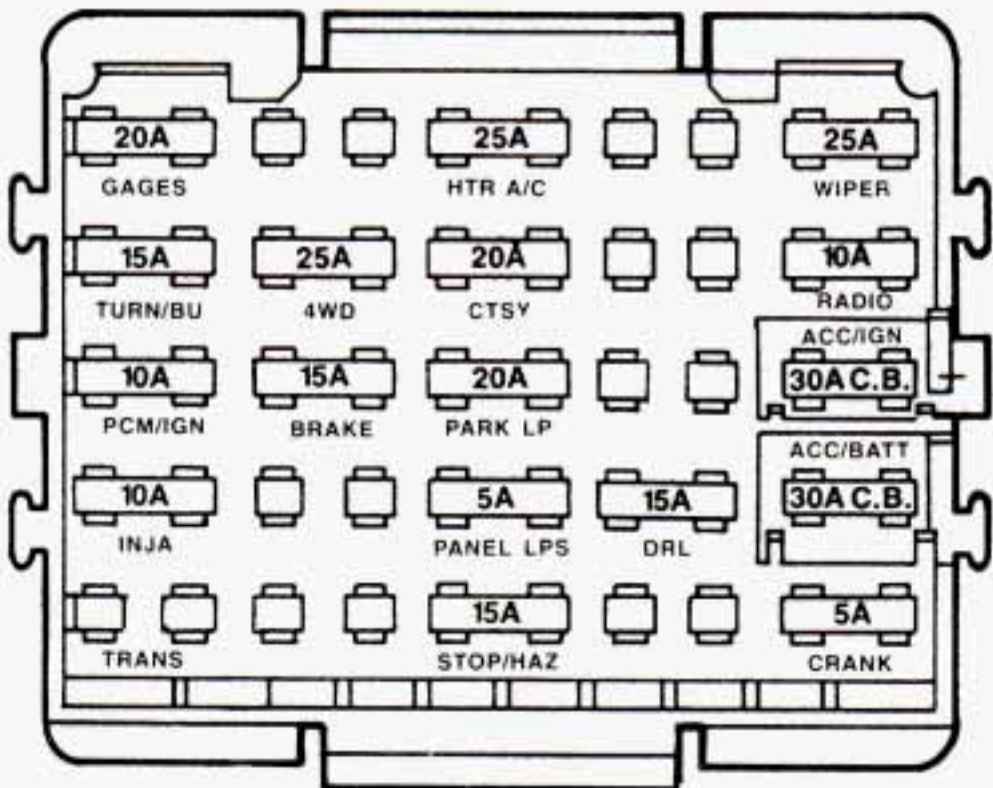 20A 25A 25A
GAGES HTR A/C WIPER
15A 25A 20A 10A
TURN/BU 4WD CTSY RADIO
ACC/IGN
10A 15A 20A 30A C.B.
PCM/IGN BRAKE PARK LP
ACC/BATT
10A 5A 15A 30A C.B.
INJA PANEL LPS DRL
15A 5A
TRANS STOP/HAZ CRANK